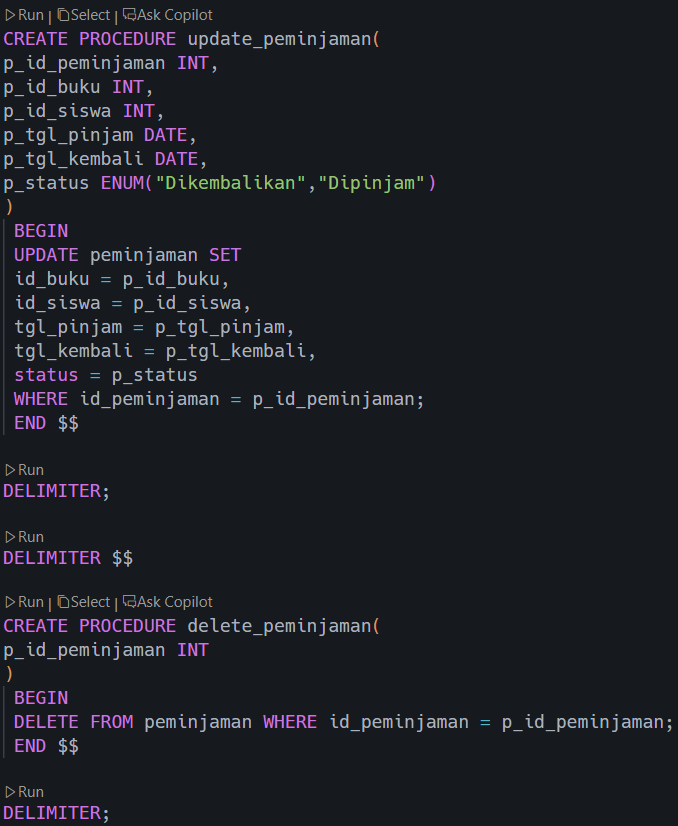 Run | Select | Ask Copilot
CREATE PROCEDURE update_peminjaman(
p_id_peminjaman INT,
p_id_buku INT,
p_id_siswa INT,
p_tgl_pinjam DATE,
p_tgl_kembali DATE,
p_status ENUM("Dikembalikan","Dipinjam")
)
BEGIN
UPDATE peminjaman SET
id_buku = p_id_buku,
id_siswa = p_id_siswa,
tgl_pinjam = p_tgl_pinjam,
tgl_kembali = p_tgl_kembali,
status = p_status
WHERE id_peminjaman = p_id_peminjaman;
END $$
Run
DELIMITER;
Run
DELIMITER $$
Run | Select | Ask Copilot
CREATE PROCEDURE delete_peminjaman(
p_id_peminjaman INT
)
BEGIN
DELETE FROM peminjaman WHERE id_peminjaman = p_id_peminjaman;
END $$
Run
DELIMITER;